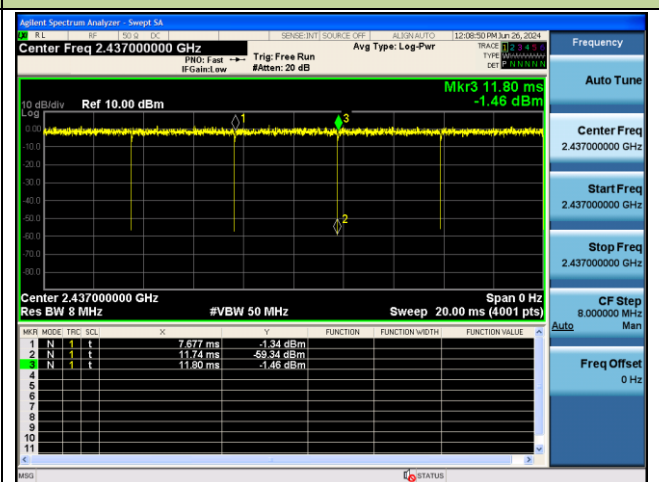 Agilent Spectrum Analyzer - Swept SA
RL RF 50 Ω DC SENSE:INT SOURCE OFF ALIGNAUTO 12:08:50 PM Jun 26, 2024
Center Freq 2.437000000 GHz
PNO: Fast
IFGain:Low
Trig: Free Run
#Atten: 20 dB
Avg Type: Log-Pwr
TRACE 1 2 3 4 5 6
TYPE
DET P N N N N N
Frequency
Auto Tune
Center Freq
2.437000000 GHz
Start Freq
2.437000000 GHz
Stop Freq
2.437000000 GHz
CF Step
8.000000 MHz
Auto Man
Freq Offset
0 Hz
Mkr3 11.80 ms
-1.46 dBm
10 dB/div Ref 10.00 dBm
Log
0.00
-10.0
-20.0
-30.0
-40.0
-50.0
-60.0
-70.0
-80.0
1
3
2
Center 2.437000000 GHz Span 0 Hz
Res BW 8 MHz #VBW 50 MHz Sweep 20.00 ms (4001 pts)
MKR MODE TRC SCL X Y FUNCTION FUNCTION WIDTH FUNCTION VALUE
1 N 1 t 7.677 ms -1.34 dBm
2 N 1 t 11.74 ms -59.34 dBm
3 N 1 t 11.80 ms -1.46 dBm
4
5
6
7
8
9
10
11
MSG STATUS